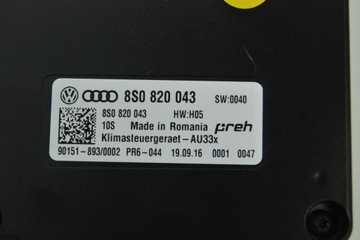 8S0 820 043 SW:0040
8S0 820 043 HW:H05
10S Made in Romania preh
Klimasteuergeraet-AU33x
90151-893/0002 PR6-044 19.09.16 0001 0047